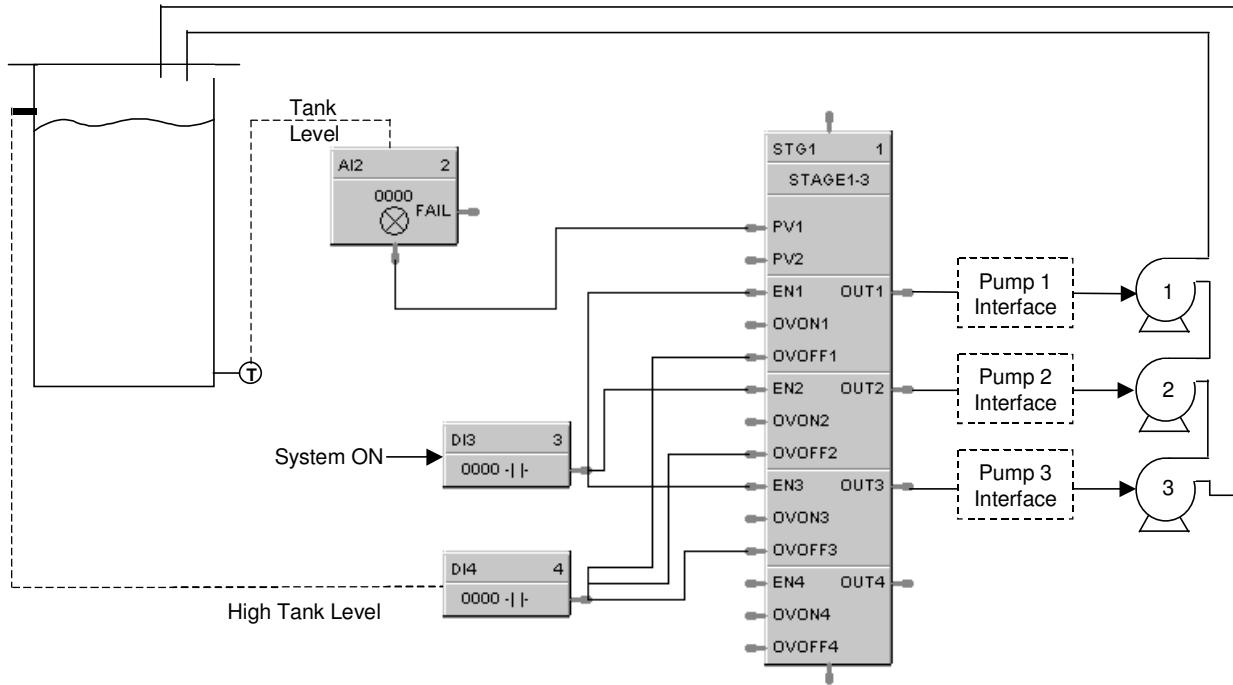 Tank
Level
AI2 2
0000
FAIL
T
System ON
DI3 3
0000 -| |-
DI4 4
0000 -| |-
High Tank Level
STG1 1
STAGE1-3
PV1
PV2
EN1 OUT1
OVON1
OVOFF1
EN2 OUT2
OVON2
OVOFF2
EN3 OUT3
OVON3
OVOFF3
EN4 OUT4
OVON4
OVOFF4
Pump 1
Interface
1
Pump 2
Interface
2
Pump 3
Interface
3